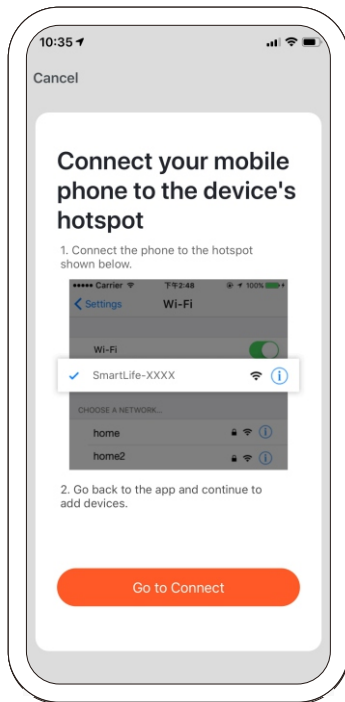 10:35
Cancel
Connect your mobile
phone to the device's
hotspot
1. Connect the phone to the hotspot
shown below.
Carrier 下午2:48 100%
Settings Wi-Fi
Wi-Fi
SmartLife-XXXX
CHOOSE A NETWORK...
home
home2
2. Go back to the app and continue to
add devices.
Go to Connect